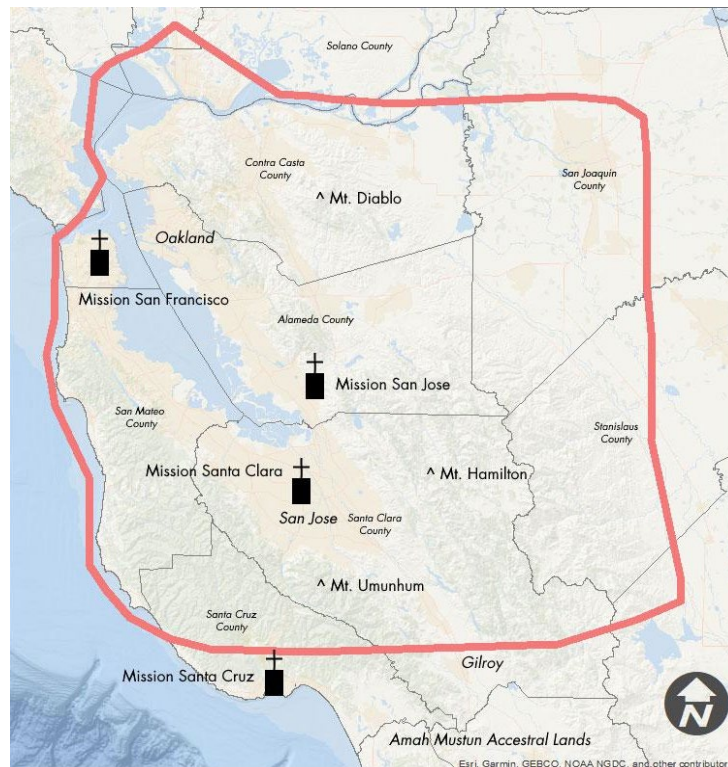 Solano County
Contra Casta
County
San Joaquin
County
^ Mt. Diablo
Oakland
Mission San Francisco
Alameda County
Mission San Jose
San Mateo
County
Stanislaus
County
Mission Santa Clara
^ Mt. Hamilton
San Jose
Santa Clara
County
^ Mt. Umunhum
Santa Cruz
County
Mission Santa Cruz
Gilroy
N
Amah Mustun Accestral Lands
Esri, Garmin, GEBCO, NOAA NGDC, and other contributor